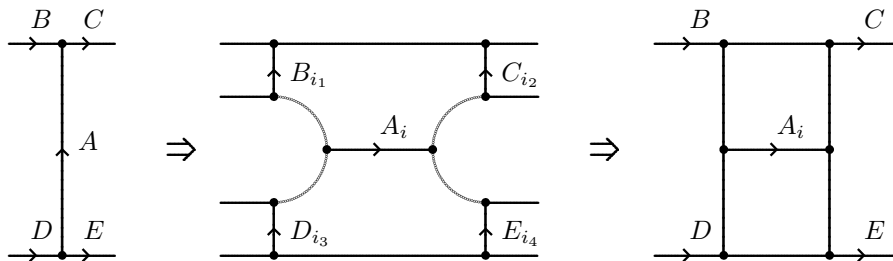 B C
A
D E
⇒
B_{i_1} C_{i_2}
A_i
D_{i_3} E_{i_4}
⇒
B C
A_i
D E